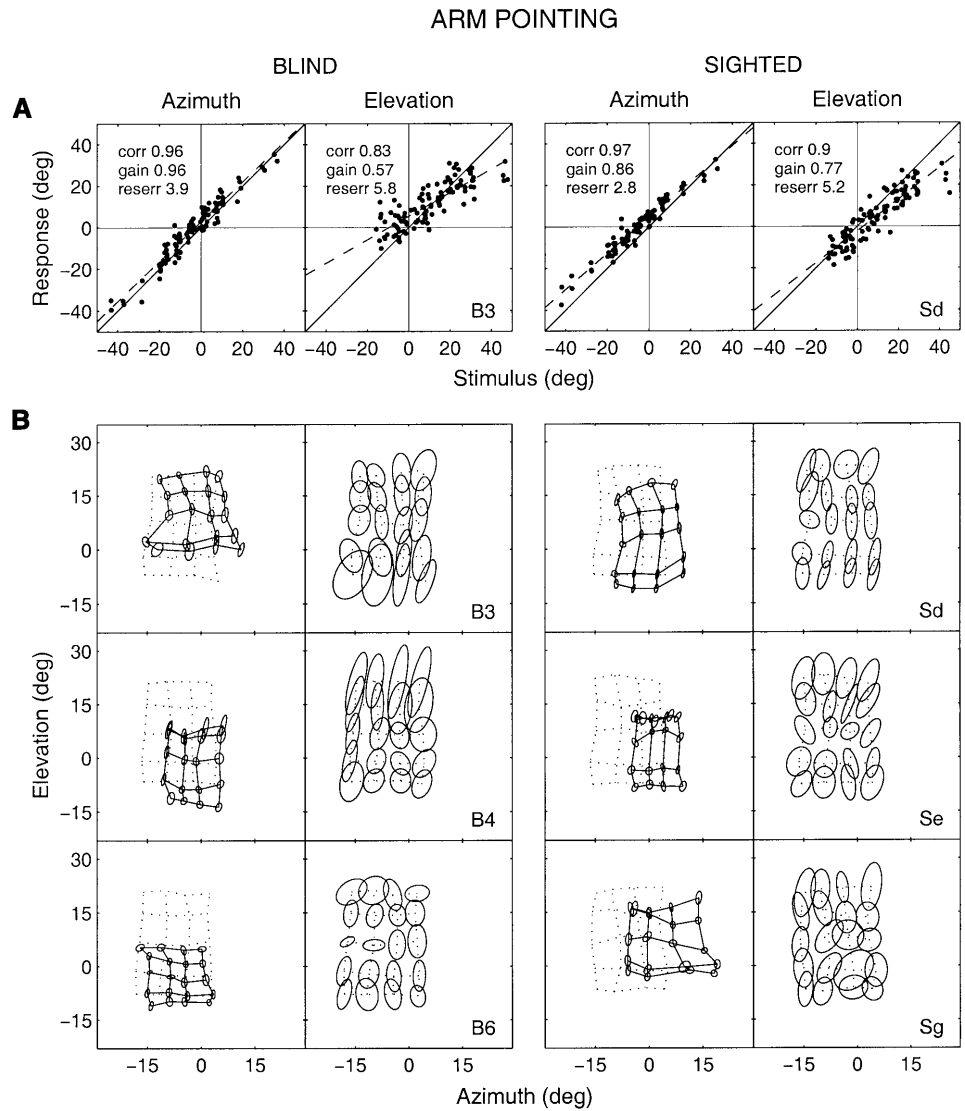 ARM POINTING
BLIND SIGHTED
Azimuth Elevation Azimuth Elevation
A
corr 0.96
gain 0.96
reserr 3.9
corr 0.83
gain 0.57
reserr 5.8
corr 0.97
gain 0.86
reserr 2.8
corr 0.9
gain 0.77
reserr 5.2
40
20
0
−20
−40
Response (deg)
B3
Sd
−40 −20 0 20 40 −40 −20 0 20 40 −40 −20 0 20 40 −40 −20 0 20 40
Stimulus (deg)
B
30
15
0
−15
B3
Sd
30
15
0
−15
Elevation (deg)
B4
Se
30
15
0
−15
B6
Sg
−15 0 15 −15 0 15 −15 0 15 −15 0 15
Azimuth (deg)